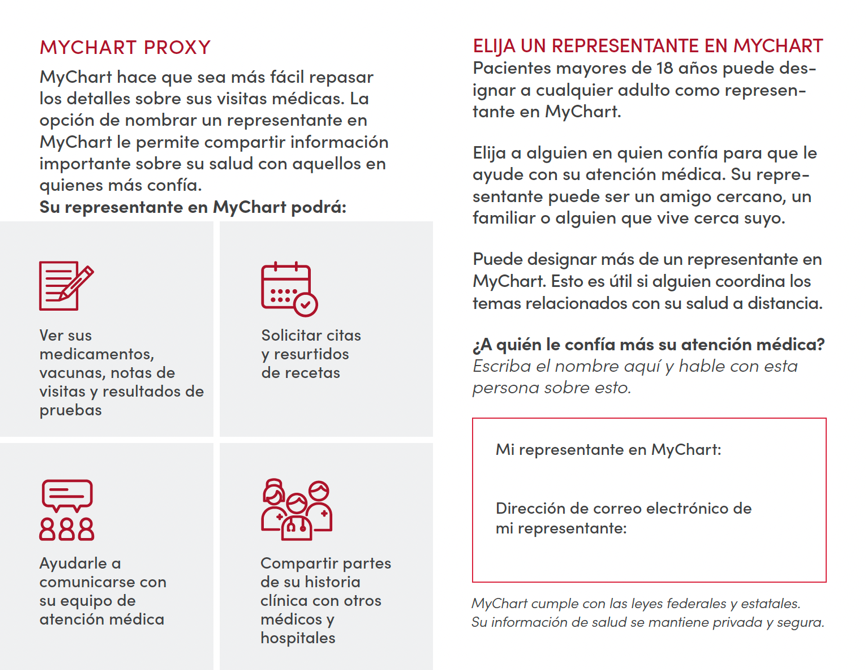 MYCHART PROXY
MyChart hace que sea más fácil repasar
los detalles sobre sus visitas médicas. La
opción de nombrar un representante en
MyChart le permite compartir información
importante sobre su salud con aquellos en
quienes más confía.
Su representante en MyChart podrá:
Ver sus
medicamentos,
vacunas, notas de
visitas y resultados de
pruebas
Solicitar citas
y resurtidos
de recetas
Ayudarle a
comunicarse con
su equipo de
atención médica
Compartir partes
de su historia
clínica con otros
médicos y
hospitales
ELIJA UN REPRESENTANTE EN MYCHART
Pacientes mayores de 18 años puede des-
ignar a cualquier adulto como represen-
tante en MyChart.
Elija a alguien en quien confía para que le
ayude con su atención médica. Su repre-
sentante puede ser un amigo cercano, un
familiar o alguien que vive cerca suyo.
Puede designar más de un representante en
MyChart. Esto es útil si alguien coordina los
temas relacionados con su salud a distancia.
¿A quién le confía más su atención médica?
Escriba el nombre aquí y hable con esta
persona sobre esto.
Mi representante en MyChart:
Dirección de correo electrónico de
mi representante:
MyChart cumple con las leyes federales y estatales.
Su información de salud se mantiene privada y segura.